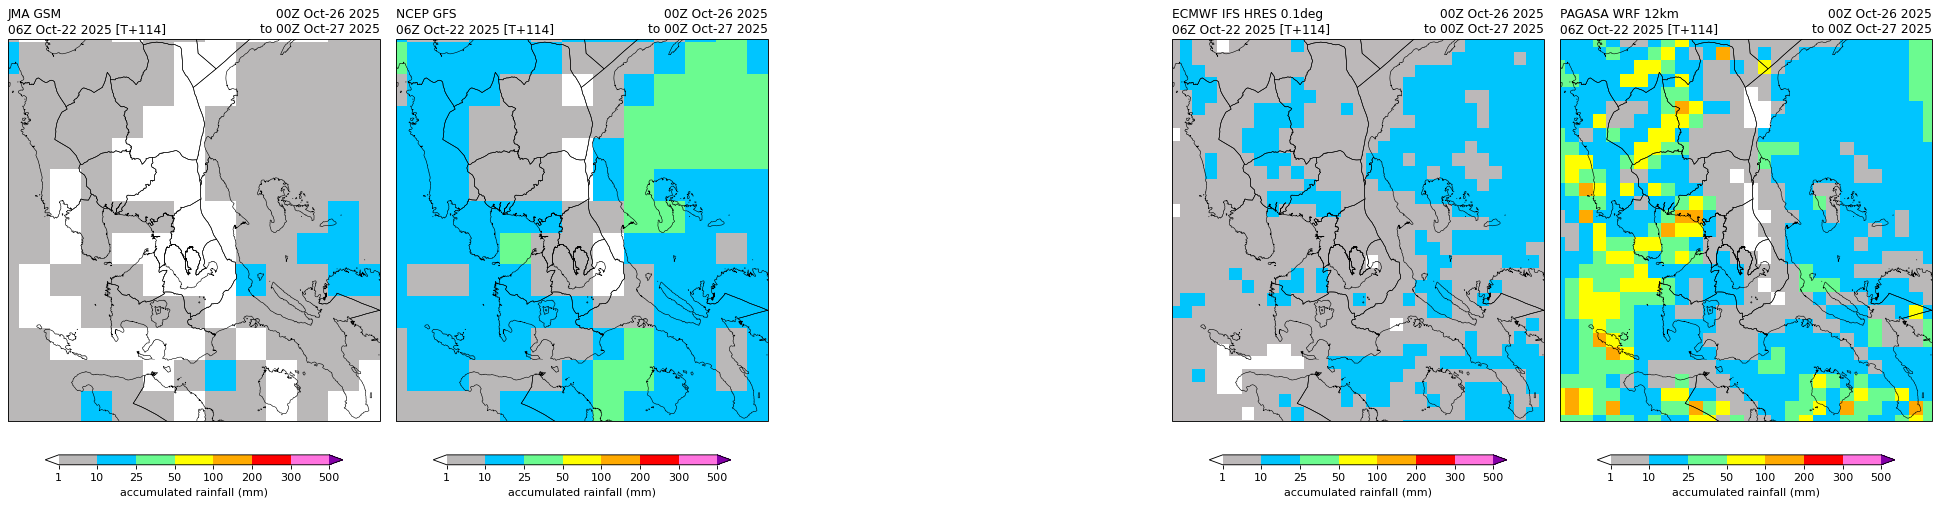 JMA GSM
00Z Oct-26 2025
06Z Oct-22 2025 [T+114]
to 00Z Oct-27 2025
NCEP GFS
00Z Oct-26 2025
06Z Oct-22 2025 [T+114]
to 00Z Oct-27 2025
ECMWF IFS HRES 0.1deg
00Z Oct-26 2025
06Z Oct-22 2025 [T+114]
to 00Z Oct-27 2025
PAGASA WRF 12km
00Z Oct-26 2025
06Z Oct-22 2025 [T+114]
to 00Z Oct-27 2025
1 10 25 50 100 200 300 500
accumulated rainfall (mm)
1 10 25 50 100 200 300 500
accumulated rainfall (mm)
1 10 25 50 100 200 300 500
accumulated rainfall (mm)
1 10 25 50 100 200 300 500
accumulated rainfall (mm)